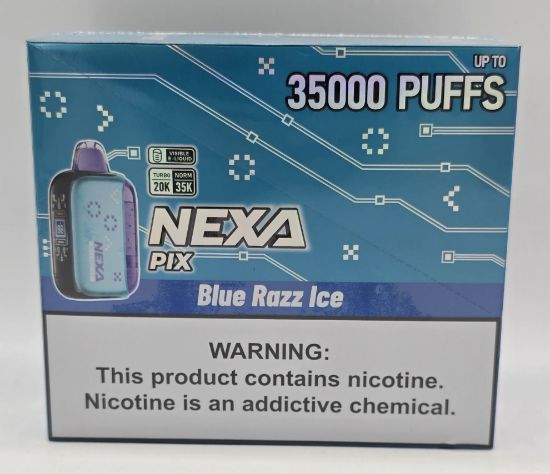 UP TO
35000 PUFFS
VISIBLE
E-LIQUID
TURBO NORM
20K 35K
NEXA
PIX
NEXA
Blue Razz Ice
WARNING:
This product contains nicotine.
Nicotine is an addictive chemical.